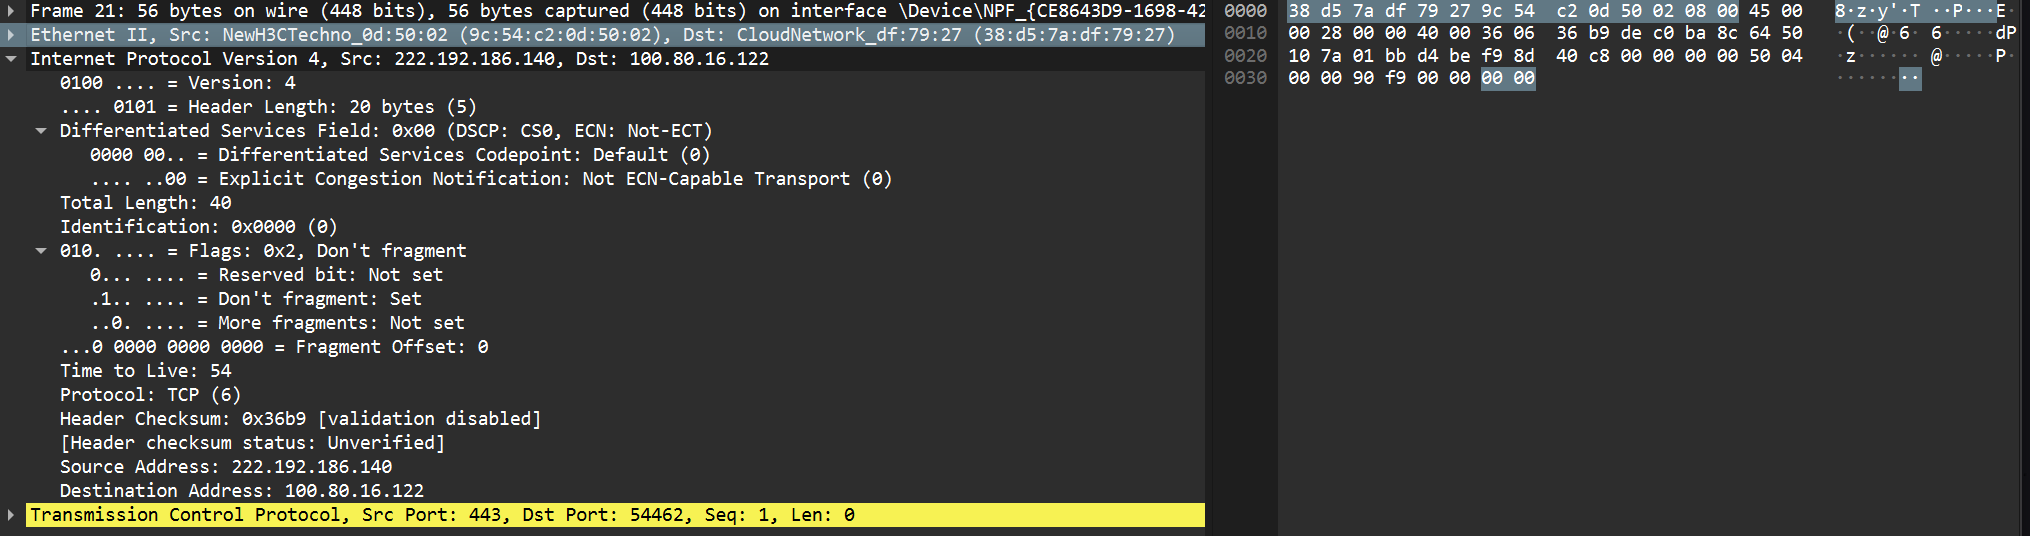 Frame 21: 56 bytes on wire (448 bits), 56 bytes captured (448 bits) on interface \Device\NPF_{CE8643D9-1698-42
Ethernet II, Src: NewH3CTechno_0d:50:02 (9c:54:c2:0d:50:02), Dst: CloudNetwork_df:79:27 (38:d5:7a:df:79:27)
Internet Protocol Version 4, Src: 222.192.186.140, Dst: 100.80.16.122
0100 .... = Version: 4
.... 0101 = Header Length: 20 bytes (5)
Differentiated Services Field: 0x00 (DSCP: CS0, ECN: Not-ECT)
0000 00.. = Differentiated Services Codepoint: Default (0)
.... ..00 = Explicit Congestion Notification: Not ECN-Capable Transport (0)
Total Length: 40
Identification: 0x0000 (0)
010. .... = Flags: 0x2, Don't fragment
0... .... = Reserved bit: Not set
.1.. .... = Don't fragment: Set
..0. .... = More fragments: Not set
...0 0000 0000 0000 = Fragment Offset: 0
Time to Live: 54
Protocol: TCP (6)
Header Checksum: 0x36b9 [validation disabled]
[Header checksum status: Unverified]
Source Address: 222.192.186.140
Destination Address: 100.80.16.122
Transmission Control Protocol, Src Port: 443, Dst Port: 54462, Seq: 1, Len: 0
0000 38 d5 7a df 79 27 9c 54 c2 0d 50 02 08 00 45 00 8·z·y'·T ··P···E·
0010 00 28 00 00 40 00 36 06 36 b9 de c0 ba 8c 64 50 ·(··@·6· 6·····dP
0020 10 7a 01 bb d4 be f9 8d 40 c8 00 00 00 00 50 04 ·z······ @·····P·
0030 00 00 90 f9 00 00 00 00 ········